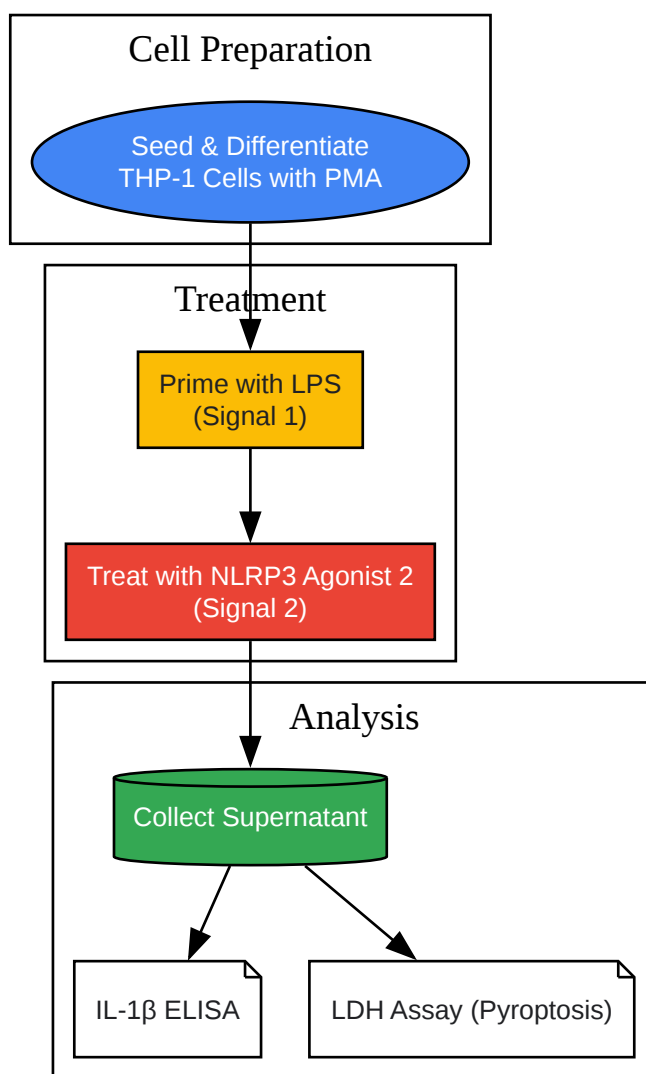 Cell Preparation
Seed & Differentiate
THP-1 Cells with PMA
Treatment
Prime with LPS
(Signal 1)
Treat with NLRP3 Agonist 2
(Signal 2)
Analysis
Collect Supernatant
IL-1β ELISA
LDH Assay (Pyroptosis)